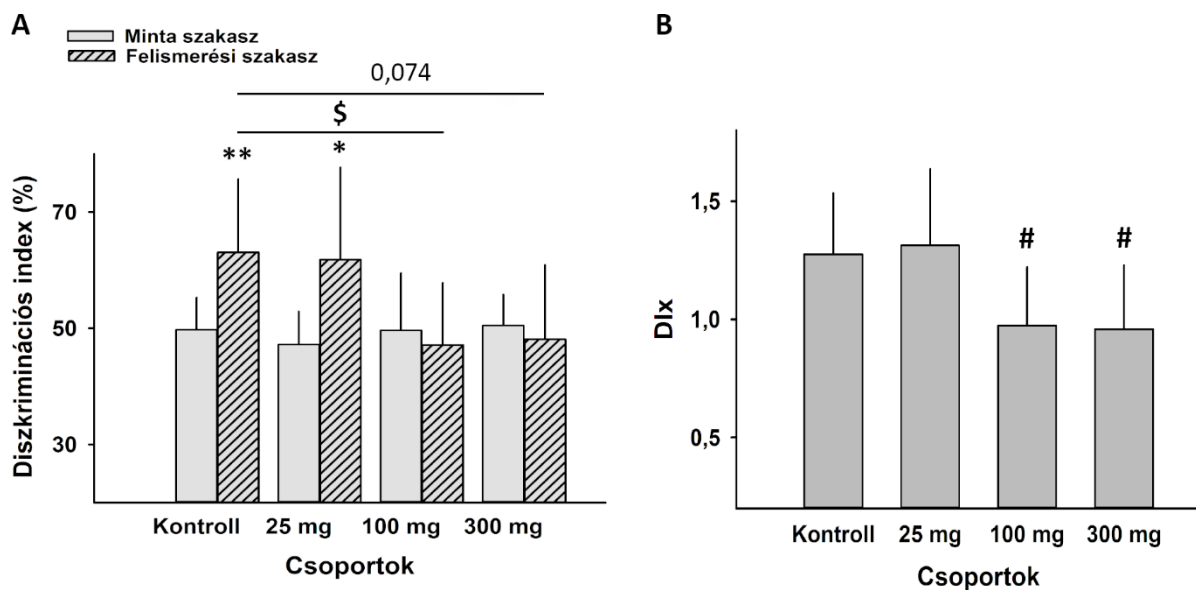 A
Minta szakasz
Felismerési szakasz
0,074
$
**
*
Diszkriminációs index (%)
70
50
30
Kontroll 25 mg 100 mg 300 mg
Csoportok
B
DIx
1,5
1,0
0,5
# #
Kontroll 25 mg 100 mg 300 mg
Csoportok